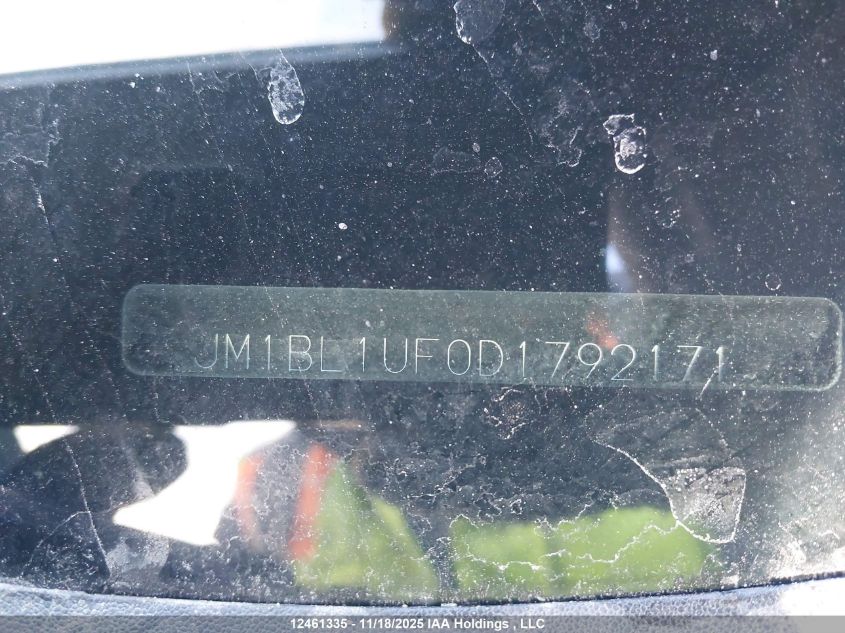 JM1BL1UF0D1792171
12461335 - 11/18/2025 IAA Holdings , LLC